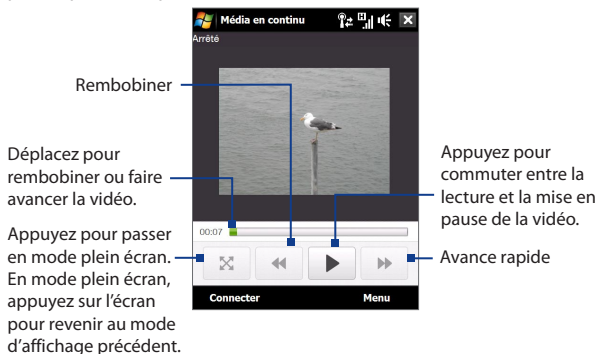 Média en continu
Arrêté
Rembobiner
Déplacez pour
rembobiner ou faire
avancer la vidéo.
Appuyez pour
commuter entre la
lecture et la mise en
pause de la vidéo.
00:07
Appuyez pour passer
en mode plein écran.
En mode plein écran,
appuyez sur l'écran
pour revenir au mode
d'affichage précédent.
Avance rapide
Connecter
Menu